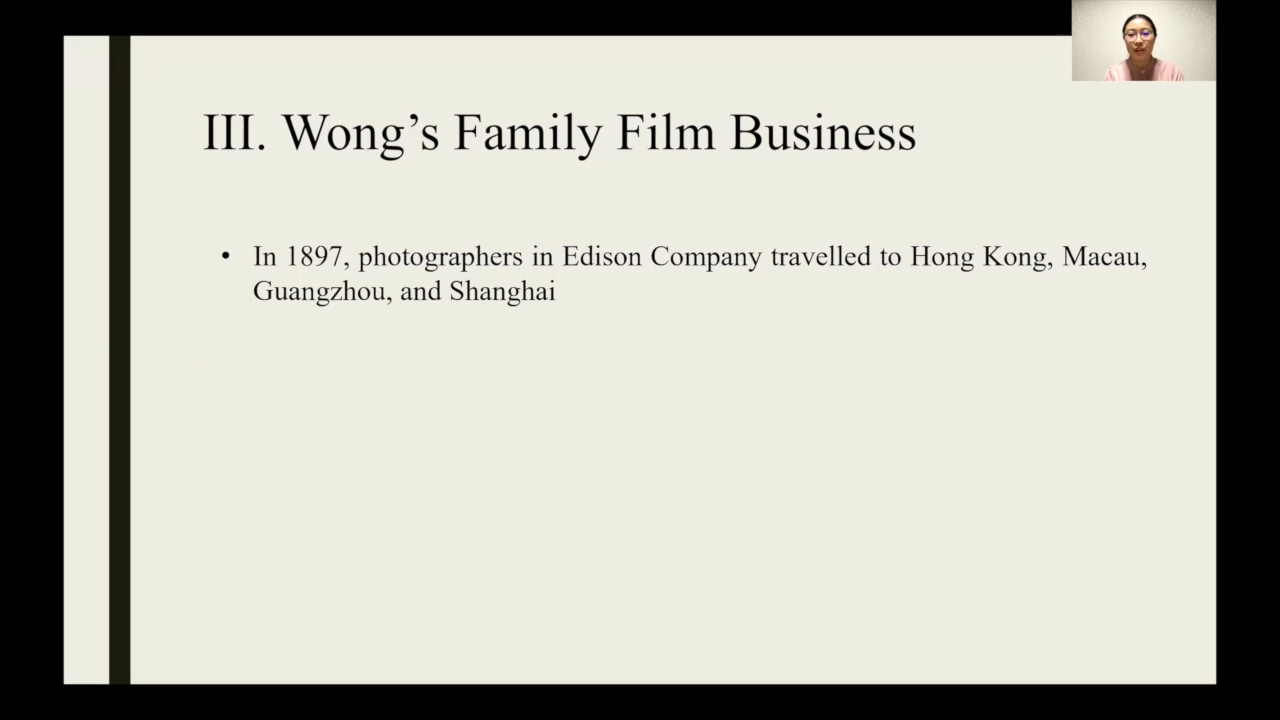 III. Wong’s Family Film Business
• In 1897, photographers in Edison Company travelled to Hong Kong, Macau,
Guangzhou, and Shanghai